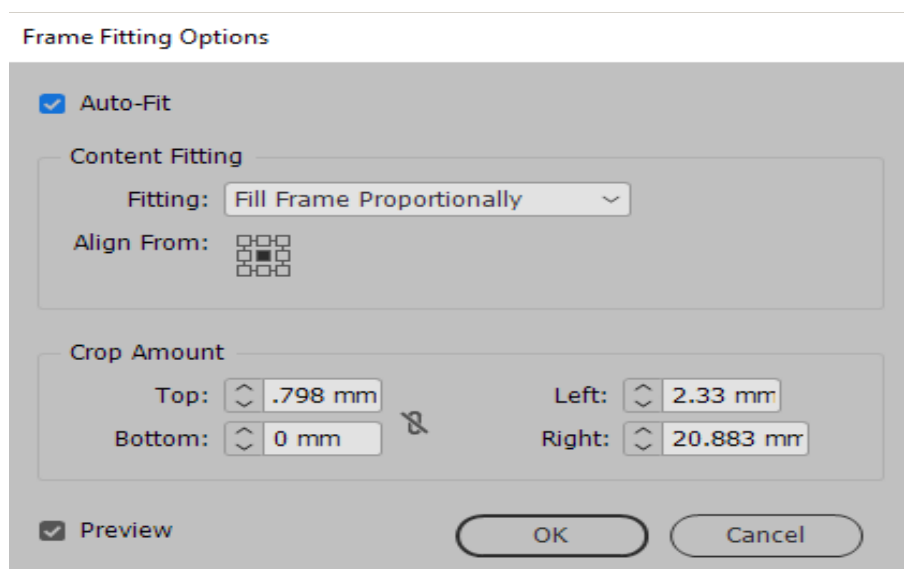 Frame Fitting Options
Auto-Fit
Content Fitting
Fitting: Fill Frame Proportionally
Align From:
Crop Amount
Top: .798 mm Left: 2.33 mm
Bottom: 0 mm Right: 20.883 mm
Preview OK Cancel